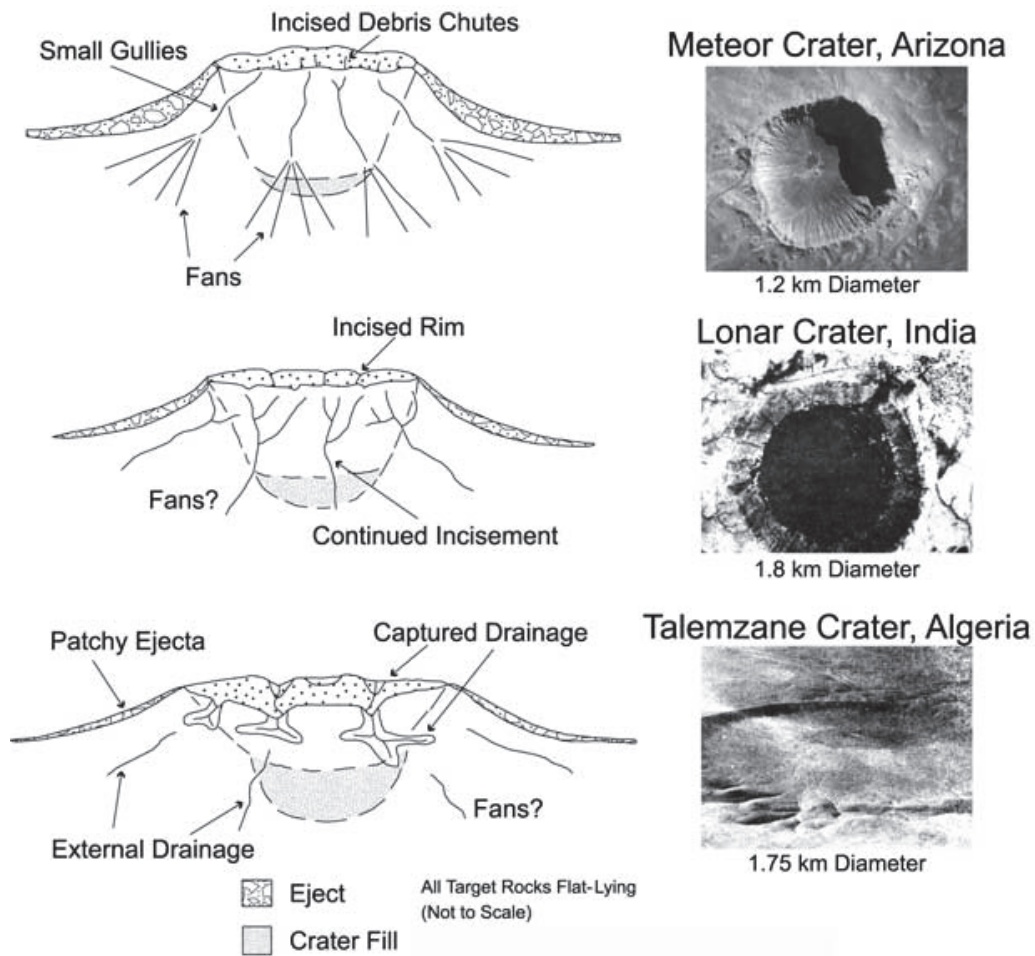 Incised Debris Chutes
Small Gullies
Fans
Meteor Crater, Arizona
1.2 km Diameter
Incised Rim
Fans?
Continued Incisement
Lonar Crater, India
1.8 km Diameter
Patchy Ejecta
Captured Drainage
External Drainage
Fans?
Talemzane Crater, Algeria
1.75 km Diameter
Eject
Crater Fill
All Target Rocks Flat-Lying
(Not to Scale)